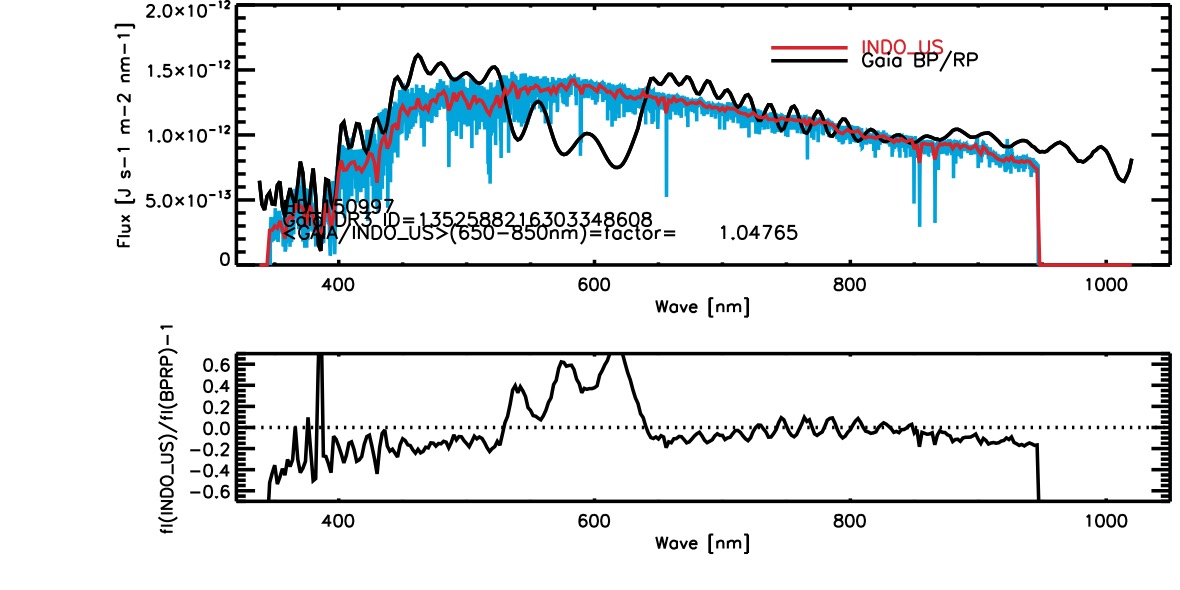 2.0×10⁻¹²
1.5×10⁻¹²
1.0×10⁻¹²
5.0×10⁻¹³
0
Flux [J s−1 m−2 nm−1]
INDO_US
Gaia BP/RP
150997
Gaia DR3 ID=1352588216303348608
<GAIA/INDO_US>(650−850nm)=factor= 1.04765
400 600 800 1000
Wave [nm]
fl(INDO_US)/fl(BPRP)−1
0.6
0.4
0.2
0.0
−0.2
−0.4
−0.6
400 600 800 1000
Wave [nm]